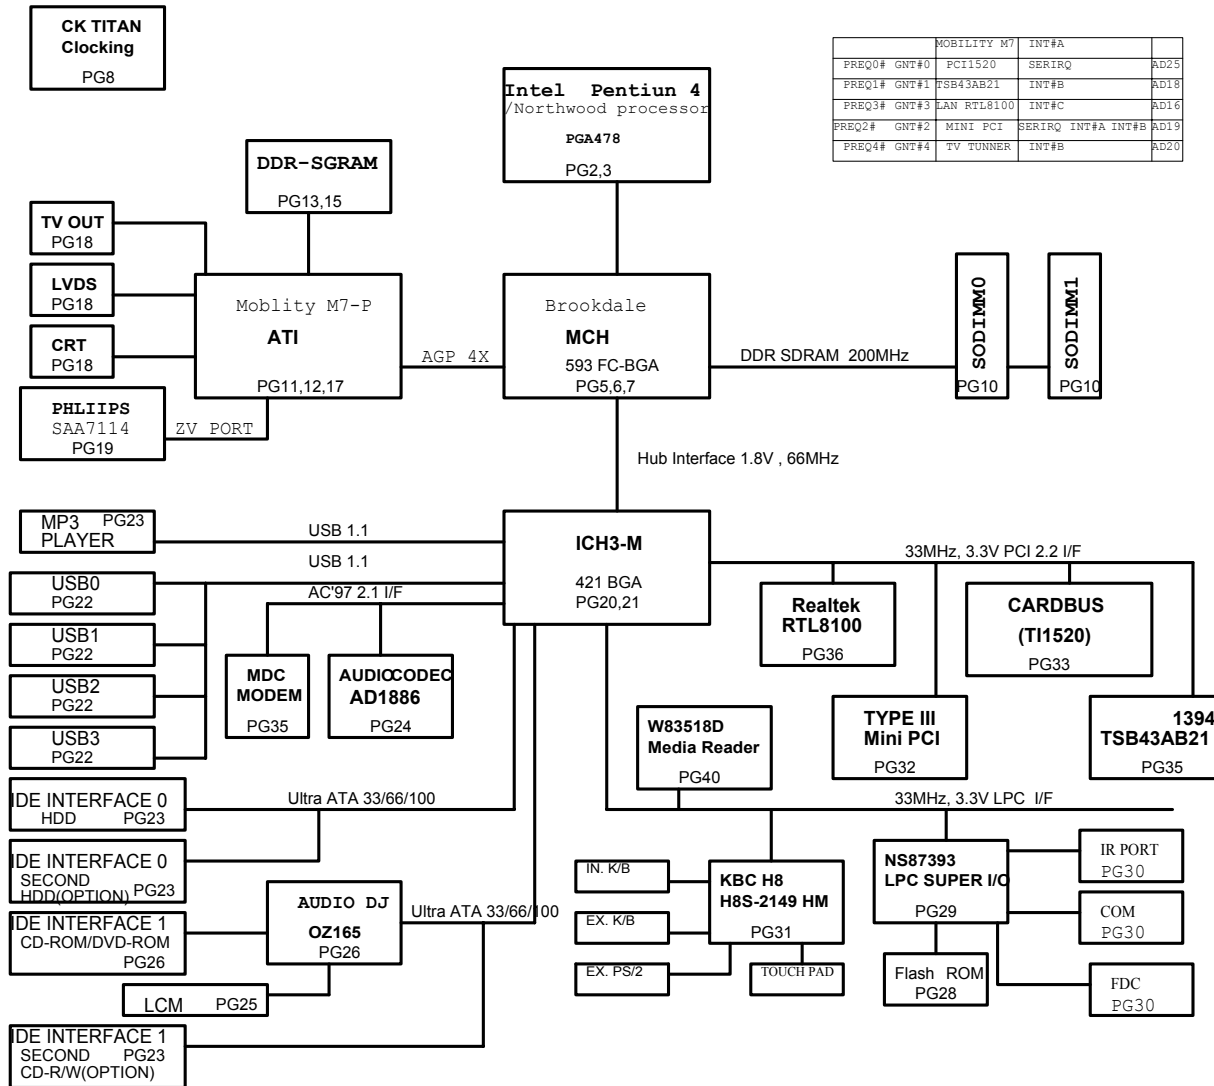 CK TITAN
Clocking
PG8
MOBILITY M7 INT#A
PREQ0# GNT#0 PCI1520 SERIRQ AD25
PREQ1# GNT#1 TSB43AB21 INT#B AD18
PREQ3# GNT#3 LAN RTL8100 INT#C AD16
PREQ2# GNT#2 MINI PCI SERIRQ INT#A INT#B AD19
PREQ4# GNT#4 TV TUNNER INT#B AD20
Intel Pentiun 4
/Northwood processor
PGA478
PG2,3
DDR-SGRAM
PG13,15
TV OUT
PG18
LVDS
PG18
CRT
PG18
PHLIIPS
SAA7114
PG19
ZV PORT
Moblity M7-P
ATI
PG11,12,17
AGP 4X
Brookdale
MCH
593 FC-BGA
PG5,6,7
DDR SDRAM 200MHz
SODIMM0
PG10
SODIMM1
PG10
Hub Interface 1.8V , 66MHz
MP3 PG23
PLAYER
USB 1.1
USB 1.1
AC'97 2.1 I/F
ICH3-M
421 BGA
PG20,21
33MHz, 3.3V PCI 2.2 I/F
USB0
PG22
USB1
PG22
USB2
PG22
USB3
PG22
MDC
MODEM
PG35
AUDIOCODEC
AD1886
PG24
Realtek
RTL8100
PG36
CARDBUS
(TI1520)
PG33
TYPE III
Mini PCI
PG32
1394
TSB43AB21
PG35
W83518D
Media Reader
PG40
33MHz, 3.3V LPC I/F
IDE INTERFACE 0
HDD PG23
Ultra ATA 33/66/100
IDE INTERFACE 0
SECOND
HDD(OPTION) PG23
IDE INTERFACE 1
CD-ROM/DVD-ROM
PG26
AUDIO DJ
OZ165
PG26
Ultra ATA 33/66/100
LCM PG25
IDE INTERFACE 1
SECOND PG23
CD-R/W(OPTION)
IN. K/B
EX. K/B
EX. PS/2
KBC H8
H8S-2149 HM
PG31
TOUCH PAD
NS87393
LPC SUPER I/O
PG29
Flash ROM
PG28
IR PORT
PG30
COM
PG30
FDC
PG30